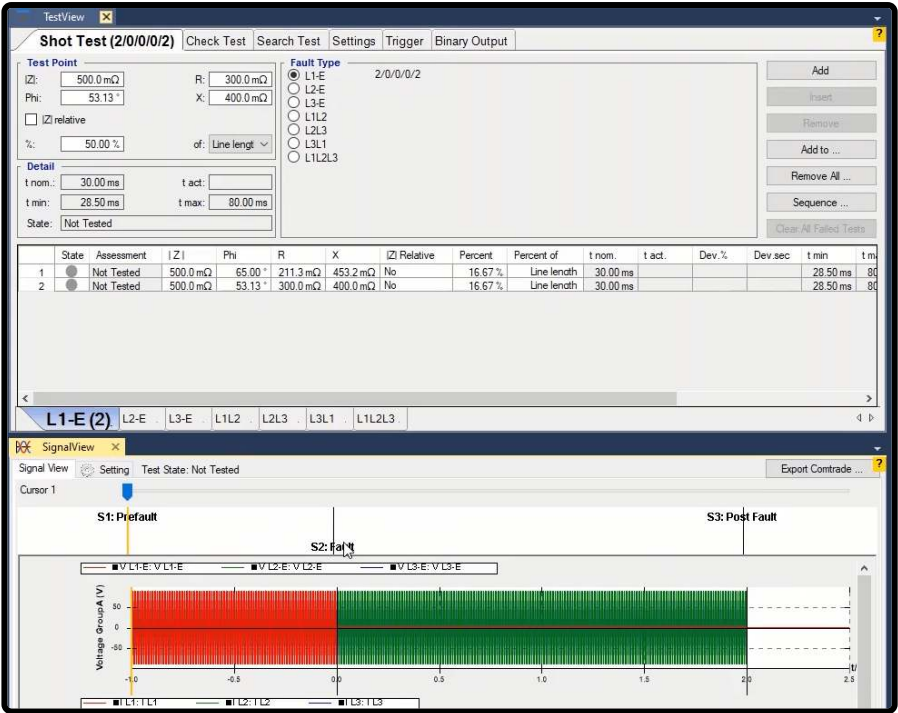 TestView
Shot Test (2/0/0/0/2) Check Test Search Test Settings Trigger Binary Output ?
Test Point
|Z|: 500.0 mΩ R: 300.0 mΩ
Phi: 53.13 ° X: 400.0 mΩ
|Z| relative
%: 50.00 % of: Line lengt
Detail
t nom.: 30.00 ms t act:
t min: 28.50 ms t max: 80.00 ms
State: Not Tested
Fault Type
L1-E 2/0/0/0/2
L2-E
L3-E
L1L2
L2L3
L3L1
L1L2L3
Add
Insert
Remove
Add to ...
Remove All ...
Sequence ...
Clear All Failed Tests
State Assessment |Z| Phi R X |Z| Relative Percent Percent of t nom. t act. Dev.% Dev.sec t min t m
1 Not Tested 500.0 mΩ 65.00 ° 211.3 mΩ 453.2 mΩ No 16.67 % Line length 30.00 ms 28.50 ms 80
2 Not Tested 500.0 mΩ 53.13 ° 300.0 mΩ 400.0 mΩ No 16.67 % Line length 30.00 ms 28.50 ms 80
L1-E (2) L2-E L3-E L1L2 L2L3 L3L1 L1L2L3
SignalView
Signal View Setting Test State: Not Tested Export Comtrade ... ?
Cursor 1
S1: Prefault S3: Post Fault
S2: Fault
V L1-E: V L1-E V L2-E: V L2-E V L3-E: V L3-E
Voltage GroupA (V)
50
0
-50
-1.0 -0.5 0.0 0.5 1.0 1.5 2.0 2.5 t/
I L1: I L1 I L2: I L2 I L3: I L3